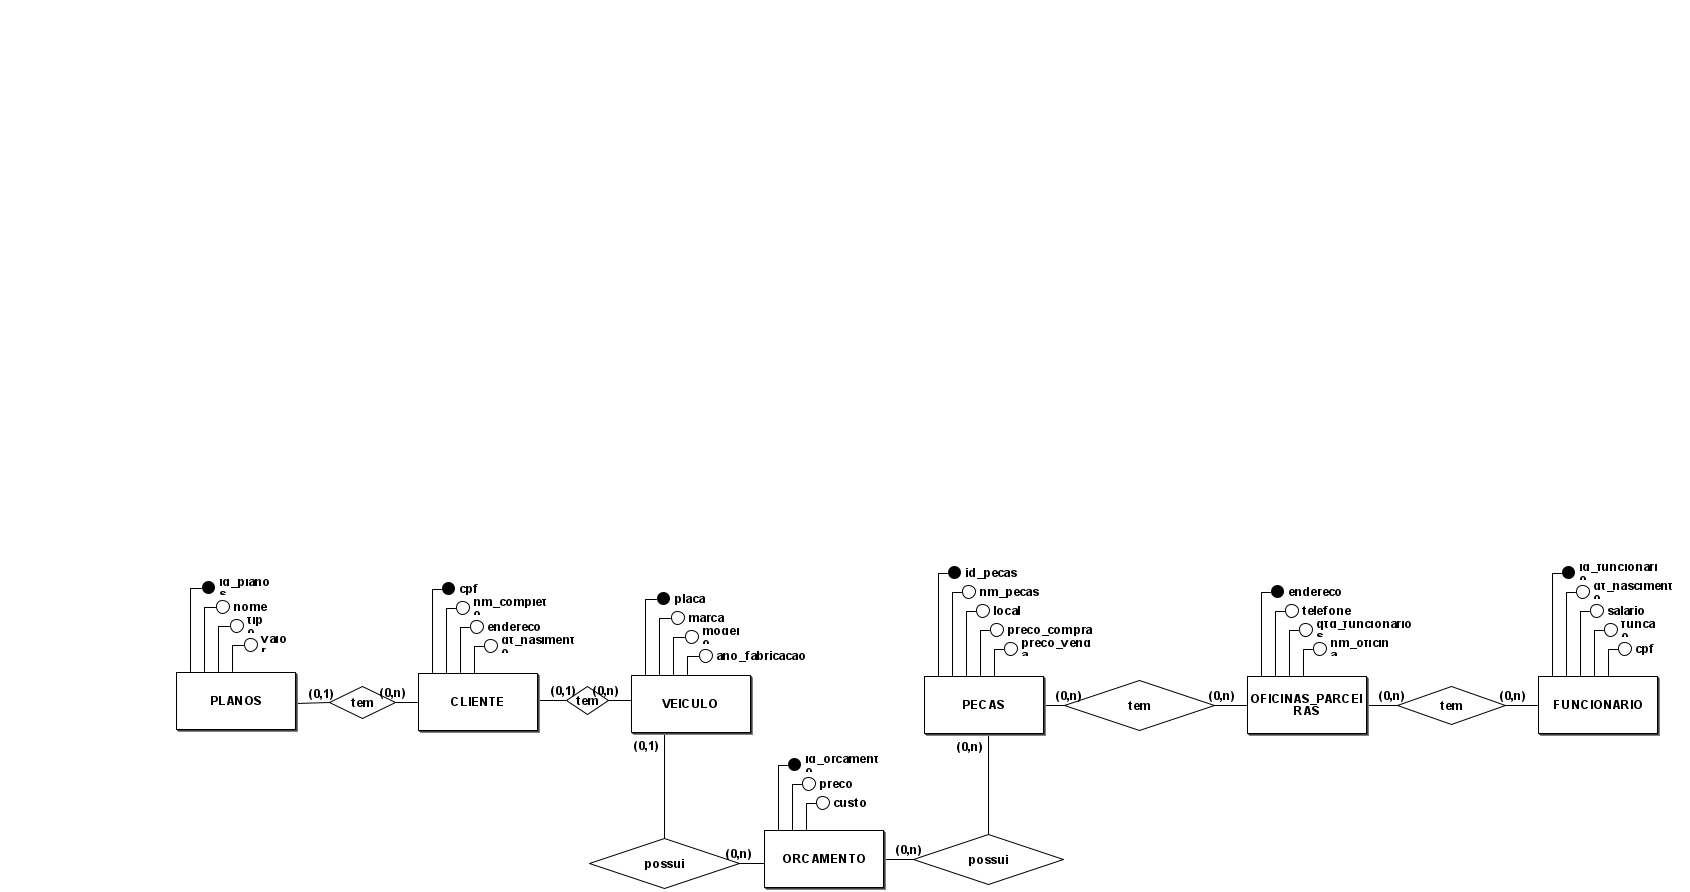 id_plano
s
nome
tip
o
valo
r
PLANOS
(0,1)
tem
(0,n)
cpf
nm_complet
o
endereco
dt_nasiment
o
CLIENTE
(0,1)
tem
(0,n)
placa
marca
model
o
ano_fabricacao
VEICULO
(0,1)
possui
(0,n)
id_orcament
o
preco
custo
ORCAMENTO
(0,n)
possui
(0,n)
id_pecas
nm_pecas
local
preco_compra
preco_vend
a
PECAS
(0,n)
tem
(0,n)
endereco
telefone
qtd_funcionario
s
nm_oficin
a
OFICINAS_PARCEI
RAS
(0,n)
tem
(0,n)
id_funcionari
o
dt_nasciment
o
salario
funca
o
cpf
FUNCIONARIO